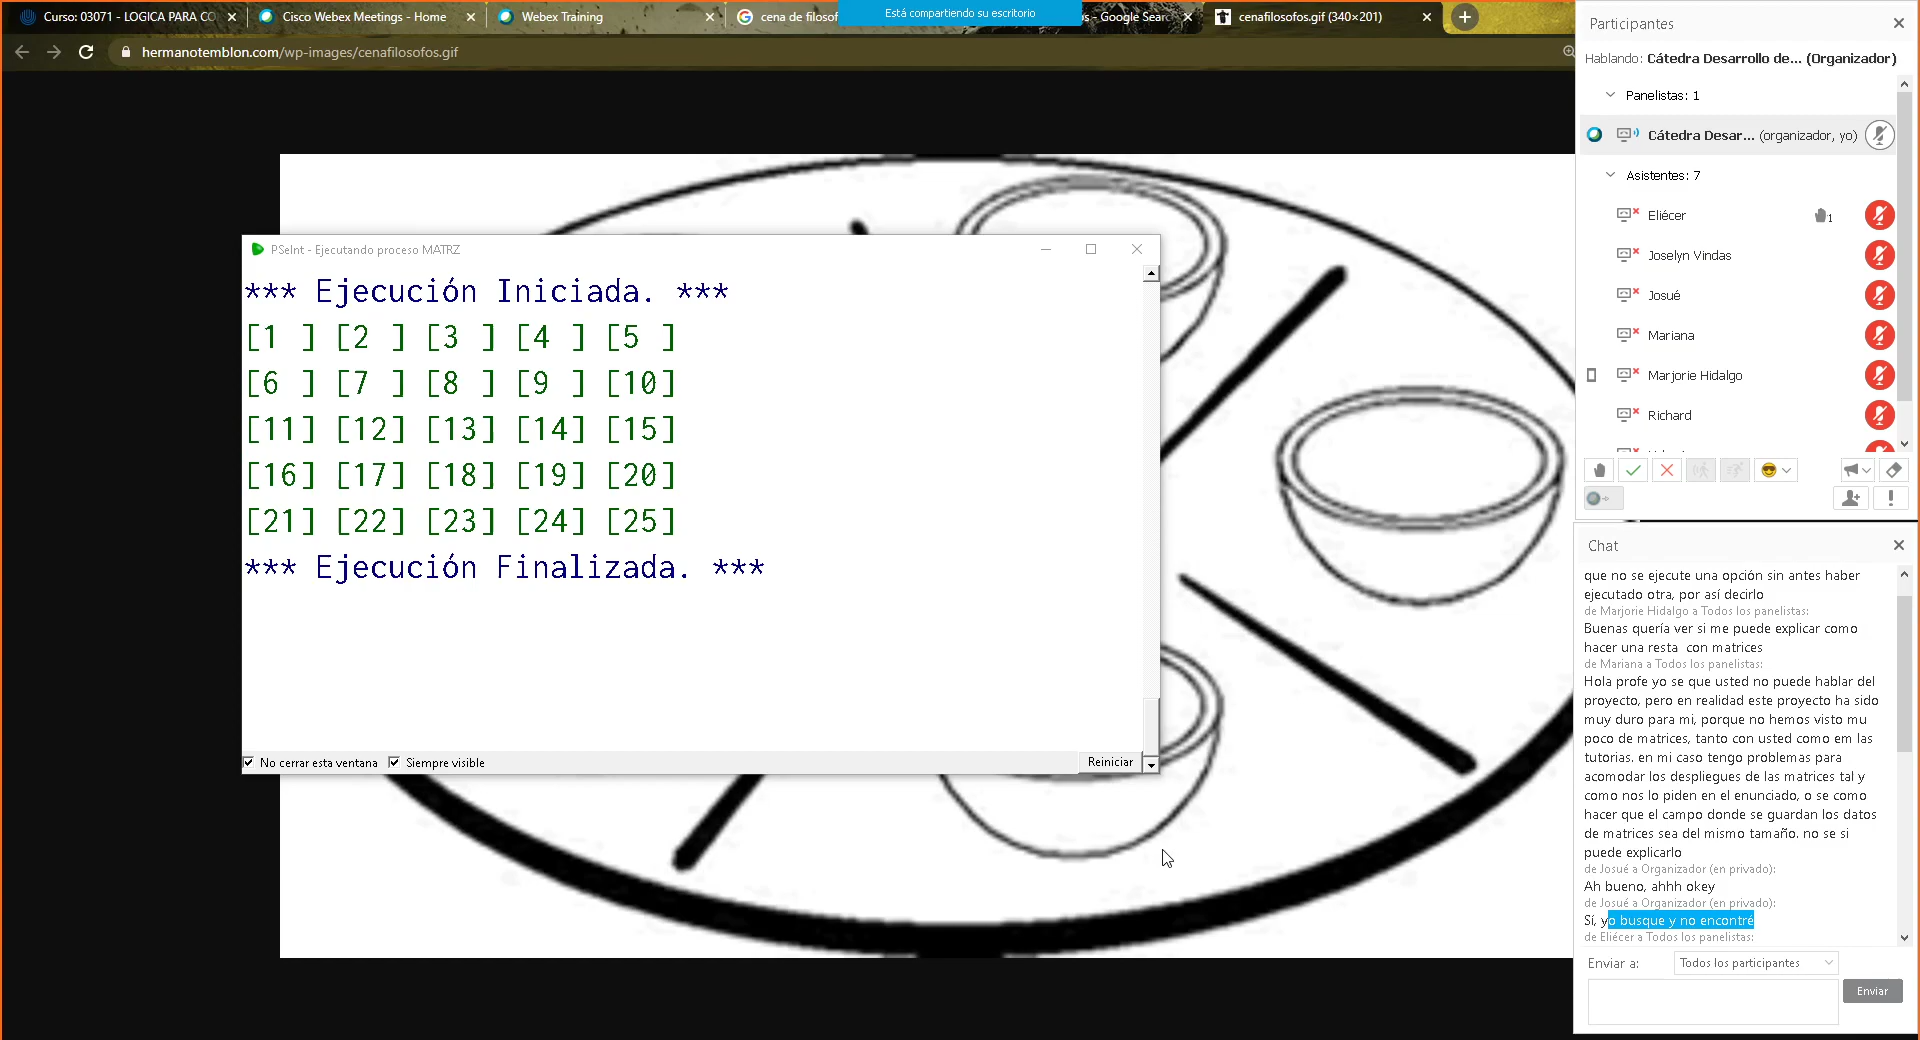 Curso: 03071 - LOGICA PARA CO
Cisco Webex Meetings - Home
Webex Training
cena de filosof
Está compartiendo su escritorio
s - Google Sear
cenafilosofos.gif (340×201)
hermanotemblon.com/wp-images/cenafilosofos.gif
PSeInt - Ejecutando proceso MATRZ
*** Ejecución Iniciada. ***
[1 ] [2 ] [3 ] [4 ] [5 ]
[6 ] [7 ] [8 ] [9 ] [10]
[11] [12] [13] [14] [15]
[16] [17] [18] [19] [20]
[21] [22] [23] [24] [25]
*** Ejecución Finalizada. ***
No cerrar esta ventana
Siempre visible
Reiniciar
Participantes
Hablando: Cátedra Desarrollo de... (Organizador)
Panelistas: 1
Cátedra Desar... (organizador, yo)
Asistentes: 7
Eliécer
1
Joselyn Vindas
Josué
Mariana
Marjorie Hidalgo
Richard
Chat
que no se ejecute una opción sin antes haber
ejecutado otra, por así decirlo
de Marjorie Hidalgo a Todos los panelistas:
Buenas quería ver si me puede explicar como
hacer una resta con matrices
de Mariana a Todos los panelistas:
Hola profe yo se que usted no puede hablar del
proyecto, pero en realidad este proyecto ha sido
muy duro para mi, porque no hemos visto mu
poco de matrices, tanto con usted como em las
tutorias. en mi caso tengo problemas para
acomodar los despliegues de las matrices tal y
como nos lo piden en el enunciado, o se como
hacer que el campo donde se guardan los datos
de matrices sea del mismo tamaño. no se si
puede explicarlo
de Josué a Organizador (en privado):
Ah bueno, ahhh okey
de Josué a Organizador (en privado):
Sí, yo busque y no encontré
de Eliécer a Todos los panelistas:
Enviar a:
Todos los participantes
Enviar